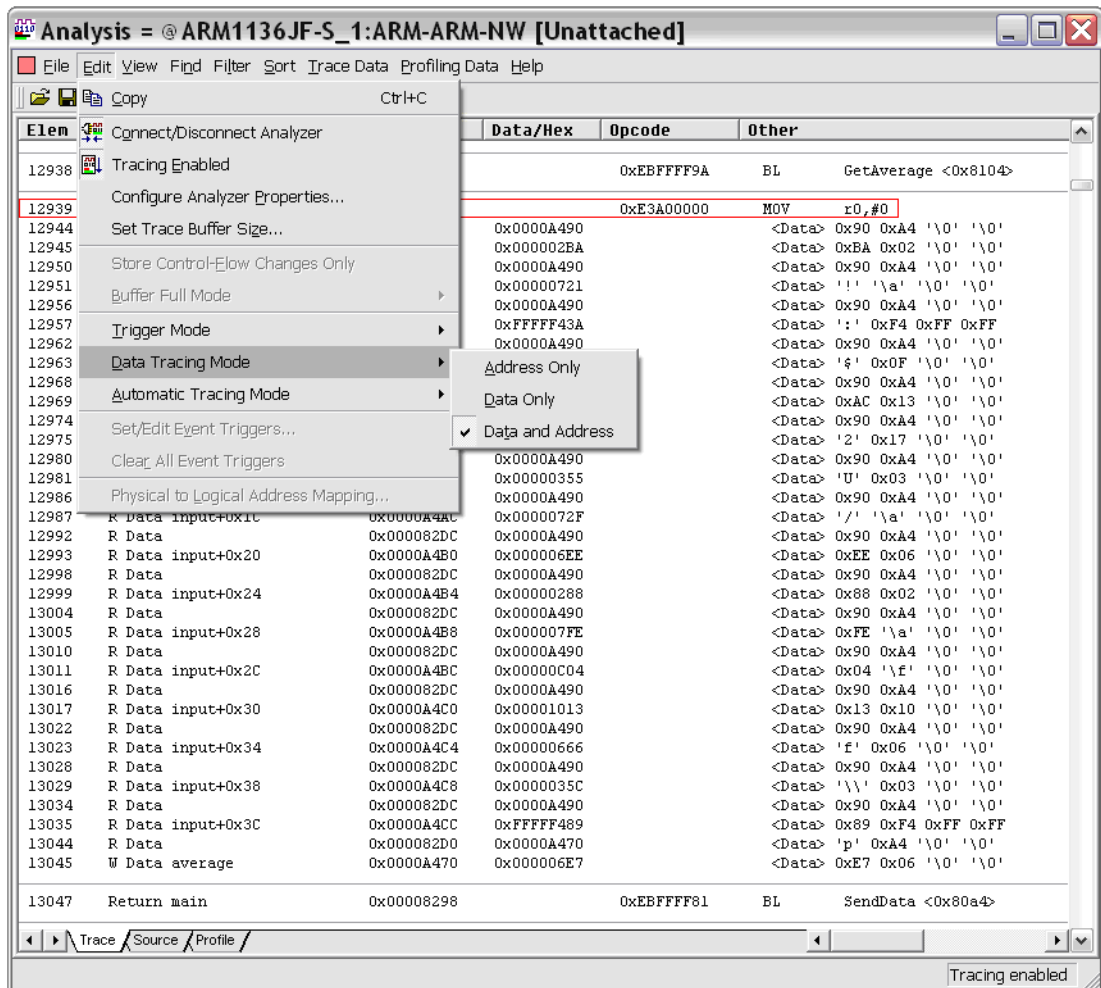 Analysis = @ARM1136JF-S_1:ARM-ARM-NW [Unattached]
File Edit View Find Filter Sort Trace Data Profiling Data Help
Copy Ctrl+C
Connect/Disconnect Analyzer
Tracing Enabled
Configure Analyzer Properties...
Set Trace Buffer Size...
Store Control-Flow Changes Only
Buffer Full Mode
Trigger Mode
Data Tracing Mode
Automatic Tracing Mode
Set/Edit Event Triggers...
Clear All Event Triggers
Physical to Logical Address Mapping...
Address Only
Data Only
Data and Address
Elem Data/Hex Opcode Other
12938 0xEBFFFF9A BL GetAverage <0x8104>
12939 0xE3A00000 MOV r0,#0
12944 0x0000A490 <Data> 0x90 0xA4 '\0' '\0'
12945 0x000002BA <Data> 0xBA 0x02 '\0' '\0'
12950 0x0000A490 <Data> 0x90 0xA4 '\0' '\0'
12951 0x00000721 <Data> '!' '\a' '\0' '\0'
12956 0x0000A490 <Data> 0x90 0xA4 '\0' '\0'
12957 0xFFFFF43A <Data> ':' 0xF4 0xFF 0xFF
12962 0x0000A490 <Data> 0x90 0xA4 '\0' '\0'
12963 <Data> '$' 0x0F '\0' '\0'
12968 <Data> 0x90 0xA4 '\0' '\0'
12969 <Data> 0xAC 0x13 '\0' '\0'
12974 <Data> 0x90 0xA4 '\0' '\0'
12975 <Data> '2' 0x17 '\0' '\0'
12980 0x0000A490 <Data> 0x90 0xA4 '\0' '\0'
12981 0x00000355 <Data> 'U' 0x03 '\0' '\0'
12986 0x0000A490 <Data> 0x90 0xA4 '\0' '\0'
12987 R Data input+0x1C 0x0000A4AC 0x0000072F <Data> '/' '\a' '\0' '\0'
12992 R Data 0x000082DC 0x0000A490 <Data> 0x90 0xA4 '\0' '\0'
12993 R Data input+0x20 0x0000A4B0 0x000006EE <Data> 0xEE 0x06 '\0' '\0'
12998 R Data 0x000082DC 0x0000A490 <Data> 0x90 0xA4 '\0' '\0'
12999 R Data input+0x24 0x0000A4B4 0x00000288 <Data> 0x88 0x02 '\0' '\0'
13004 R Data 0x000082DC 0x0000A490 <Data> 0x90 0xA4 '\0' '\0'
13005 R Data input+0x28 0x0000A4B8 0x000007FE <Data> 0xFE '\a' '\0' '\0'
13010 R Data 0x000082DC 0x0000A490 <Data> 0x90 0xA4 '\0' '\0'
13011 R Data input+0x2C 0x0000A4BC 0x00000C04 <Data> 0x04 '\f' '\0' '\0'
13016 R Data 0x000082DC 0x0000A490 <Data> 0x90 0xA4 '\0' '\0'
13017 R Data input+0x30 0x0000A4C0 0x00001013 <Data> 0x13 0x10 '\0' '\0'
13022 R Data 0x000082DC 0x0000A490 <Data> 0x90 0xA4 '\0' '\0'
13023 R Data input+0x34 0x0000A4C4 0x00000666 <Data> 'f' 0x06 '\0' '\0'
13028 R Data 0x000082DC 0x0000A490 <Data> 0x90 0xA4 '\0' '\0'
13029 R Data input+0x38 0x0000A4C8 0x0000035C <Data> '\\' 0x03 '\0' '\0'
13034 R Data 0x000082DC 0x0000A490 <Data> 0x90 0xA4 '\0' '\0'
13035 R Data input+0x3C 0x0000A4CC 0xFFFFF489 <Data> 0x89 0xF4 0xFF 0xFF
13044 R Data 0x000082D0 0x0000A470 <Data> 'p' 0xA4 '\0' '\0'
13045 W Data average 0x0000A470 0x000006E7 <Data> 0xE7 0x06 '\0' '\0'
13047 Return main 0x00008298 0xEBFFFF81 BL SendData <0x80a4>
Trace Source Profile
Tracing enabled